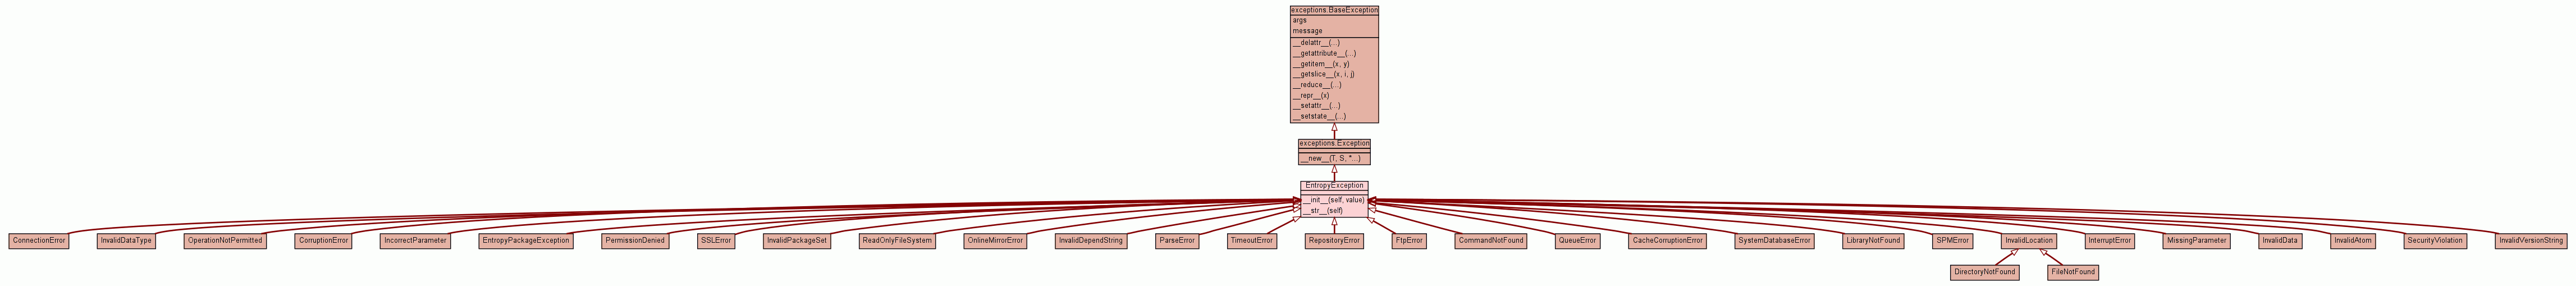 exceptions.BaseException
args
message
__delattr__(...)
__getattribute__(...)
__getitem__(x, y)
__getslice__(x, i, j)
__reduce__(...)
__repr__(x)
__setattr__(...)
__setstate__(...)
exceptions.Exception
__new__(T, S, *...)
EntropyException
__init__(self, value)
__str__(self)
ConnectionError
InvalidDataType
OperationNotPermitted
CorruptionError
IncorrectParameter
EntropyPackageException
PermissionDenied
SSLError
InvalidPackageSet
ReadOnlyFileSystem
OnlineMirrorError
InvalidDependString
ParseError
TimeoutError
RepositoryError
FtpError
CommandNotFound
QueueError
CacheCorruptionError
SystemDatabaseError
LibraryNotFound
SPMError
InvalidLocation
InterruptError
MissingParameter
InvalidData
InvalidAtom
SecurityViolation
InvalidVersionString
DirectoryNotFound
FileNotFound